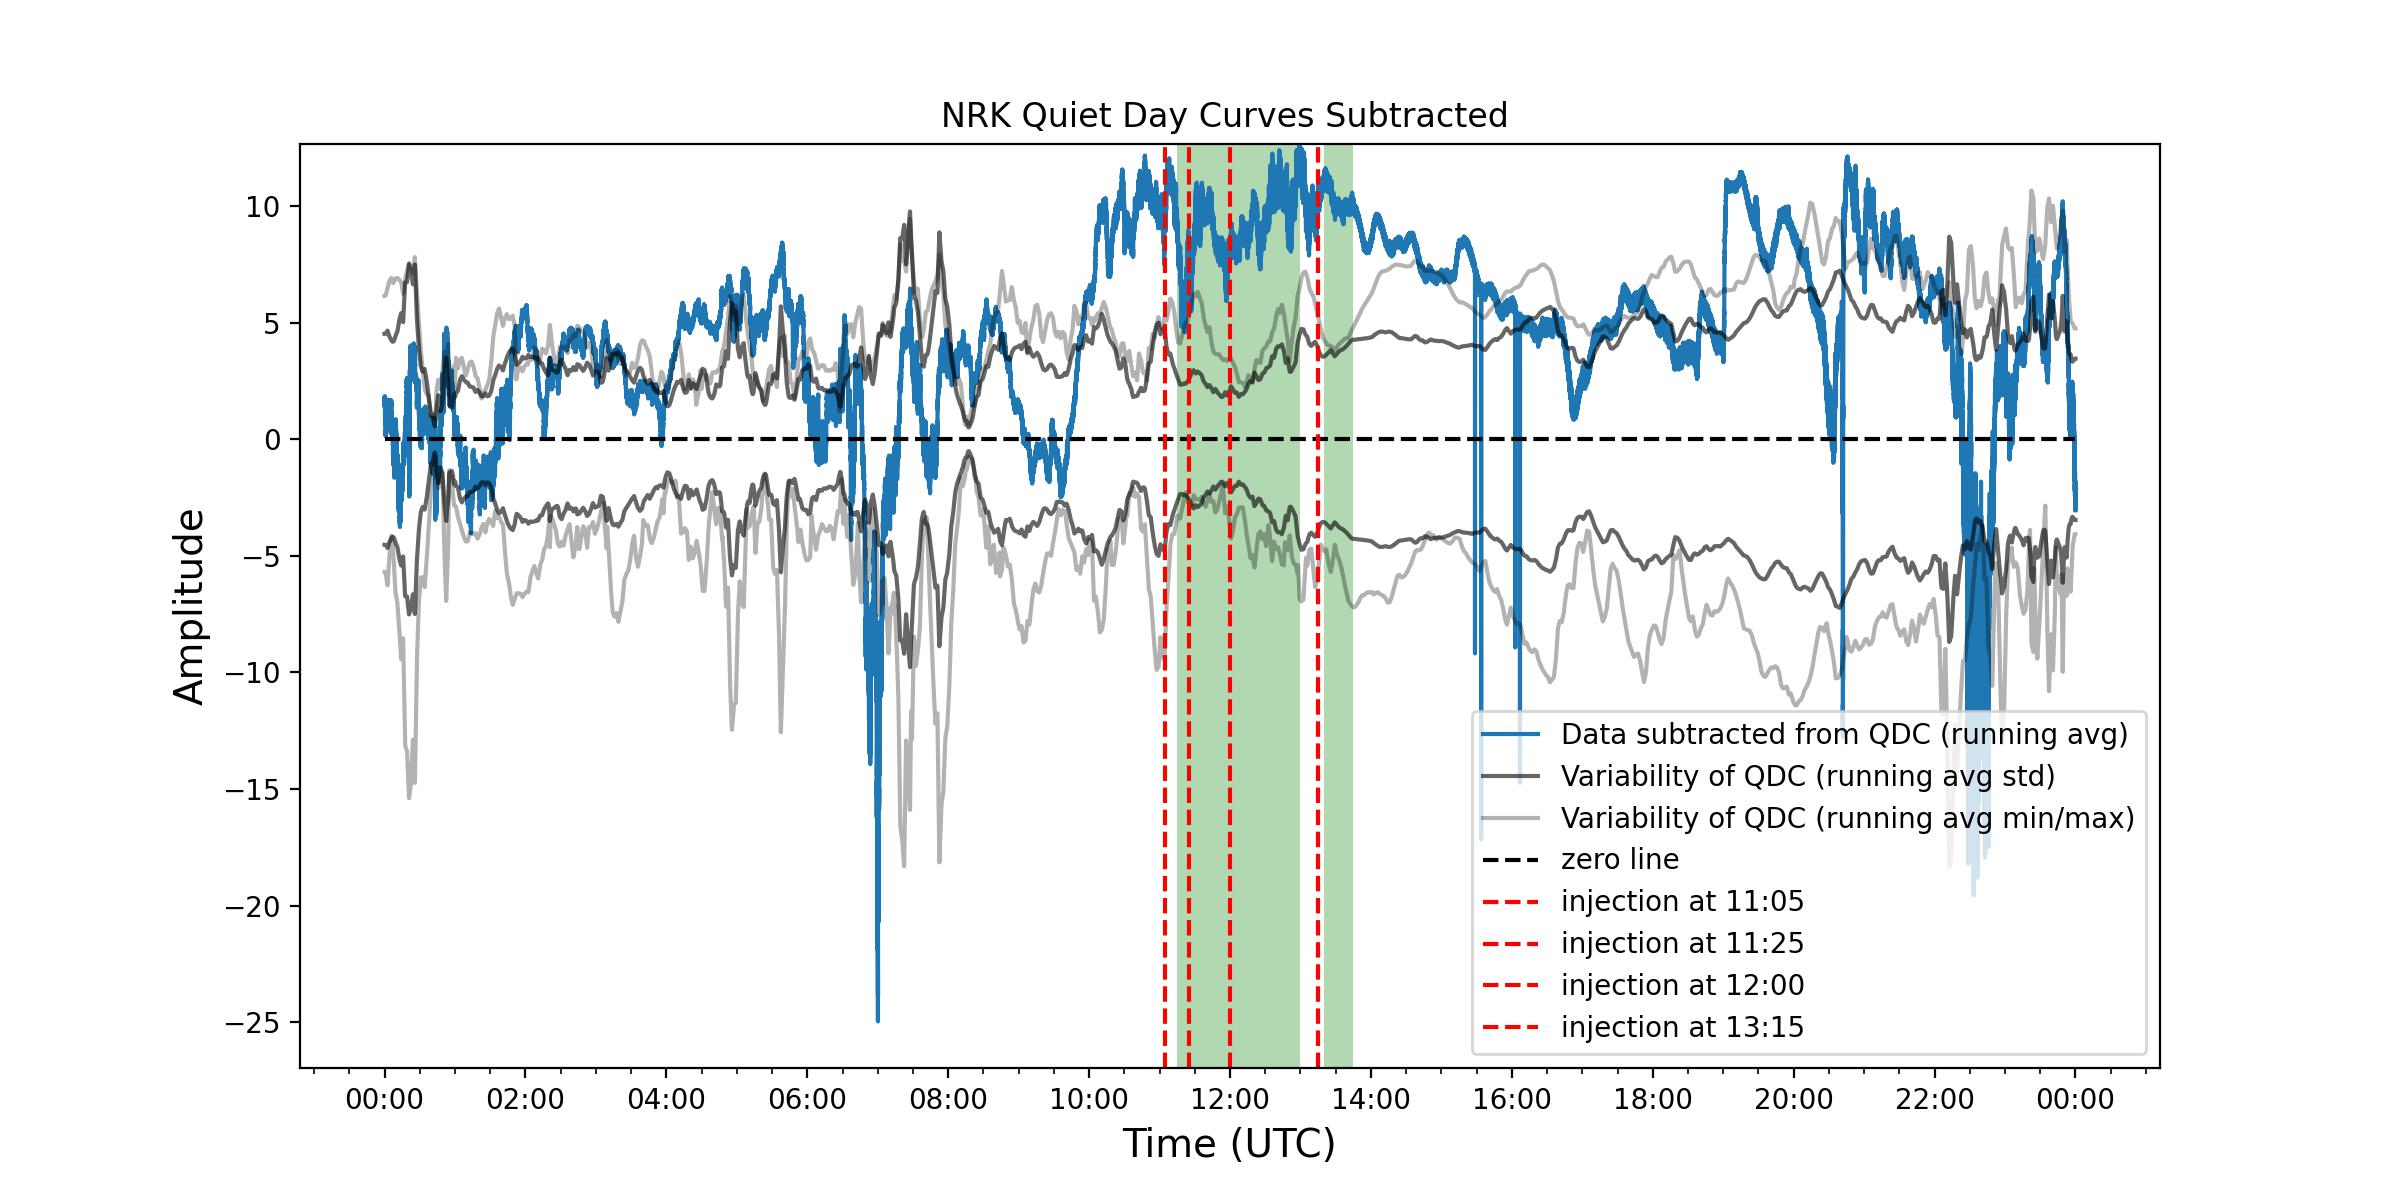 NRK Quiet Day Curves Subtracted
Amplitude
10
5
0
−5
−10
−15
−20
−25
Data subtracted from QDC (running avg)
Variability of QDC (running avg std)
Variability of QDC (running avg min/max)
zero line
injection at 11:05
injection at 11:25
injection at 12:00
injection at 13:15
00:00 02:00 04:00 06:00 08:00 10:00 12:00 14:00 16:00 18:00 20:00 22:00 00:00
Time (UTC)